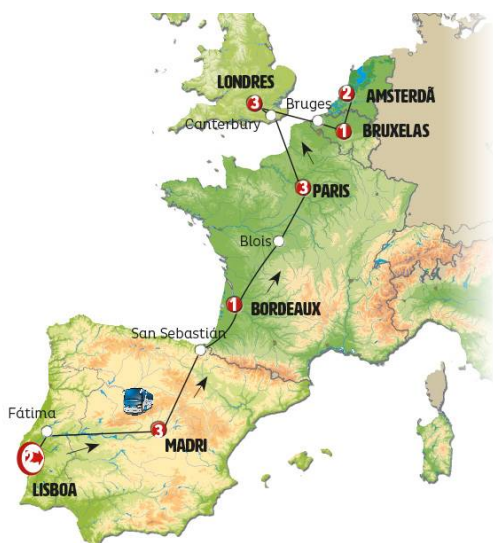 LONDRES
3
Canterbury
Bruges
2
AMSTERDÃ
1
BRUXELAS
3
PARIS
Blois
1
BORDEAUX
San Sebastián
Fátima
3
MADRI
2
LISBOA